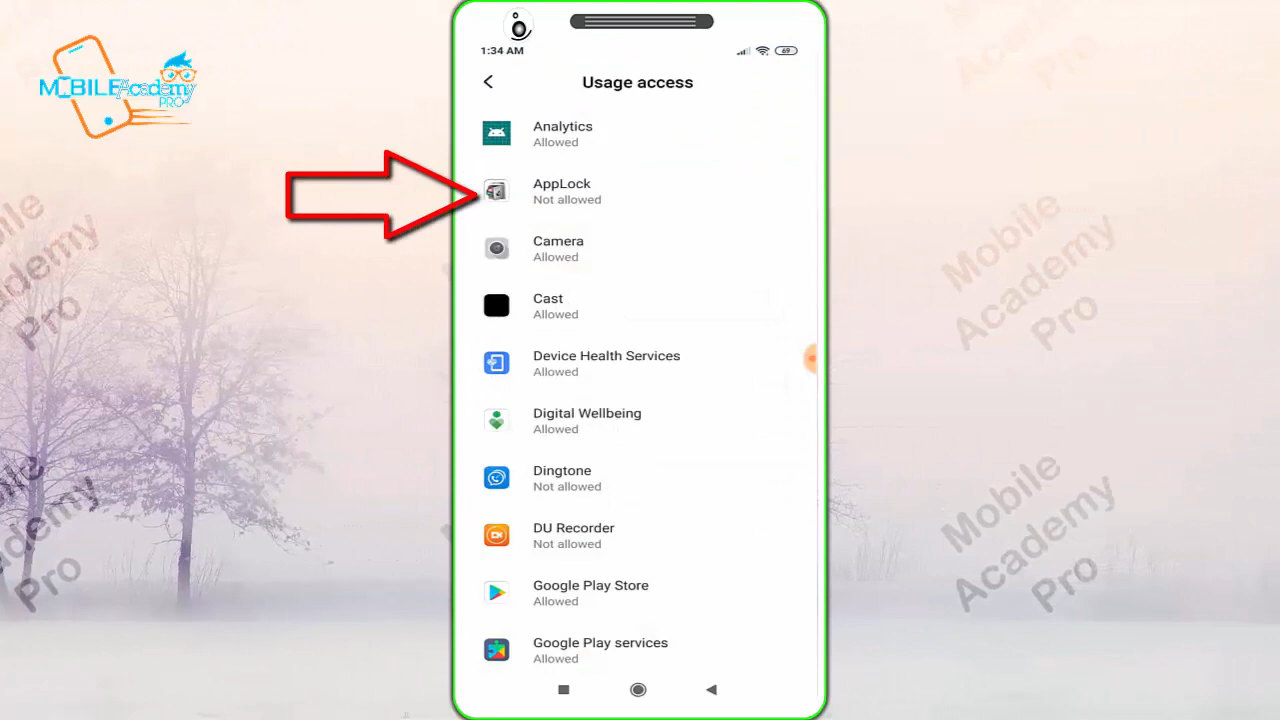 M_BILE Academy
PRO
1:34 AM
69
Usage access
Analytics
Allowed
AppLock
Not allowed
Camera
Allowed
Cast
Allowed
Device Health Services
Allowed
Digital Wellbeing
Allowed
Dingtone
Not allowed
DU Recorder
Not allowed
Google Play Store
Allowed
Google Play services
Allowed
Mobile
Academy
Pro
Mobile
Academy
Pro
Mobile
Academy
Pro
Mobile
Academy
Pro